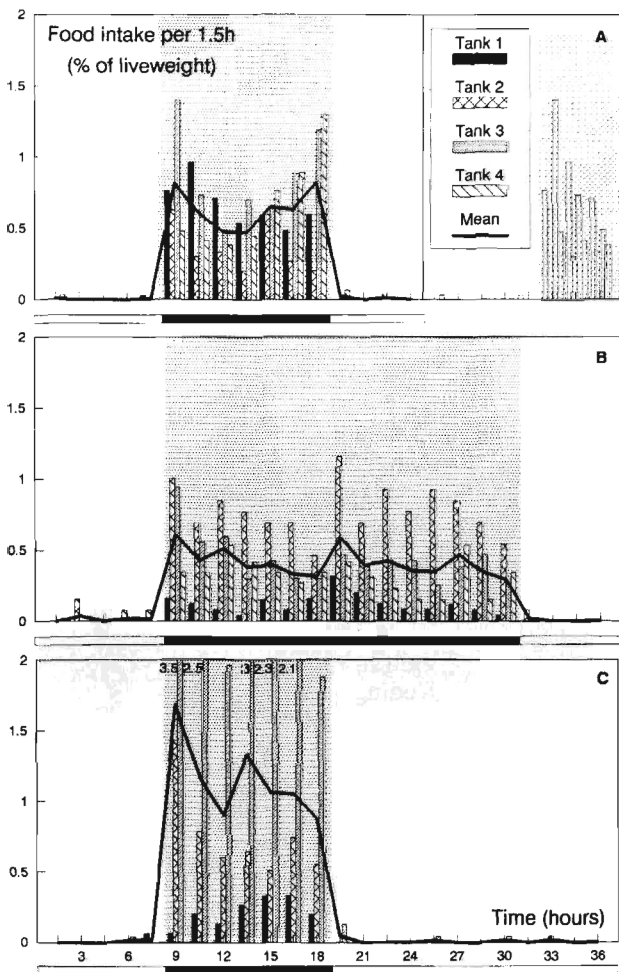 2
Food intake per 1.5h
(% of liveweight)
1.5
1
0.5
0
Tank 1
Tank 2
Tank 3
Tank 4
Mean
A
2
B
1.5
1
0.5
0
2
3.5 2.5 .3 2.3 2.1
C
1.5
1
0.5
0
Time (hours)
3 6 9 12 15 18 21 24 27 30 33 36